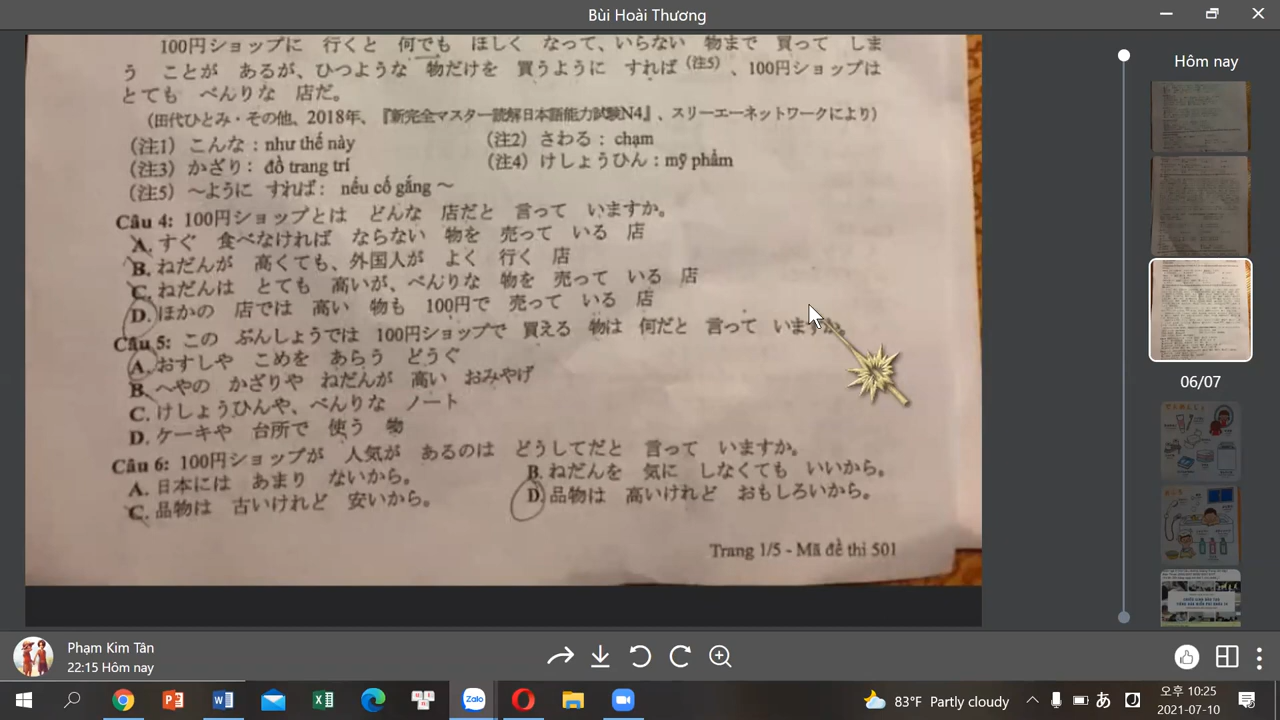 Bùi Hoài Thương
100円ショップに 行くと 何でも ほしく なって、いらない 物まで 買って しま
う ことが あるが、ひつような 物だけを 買うように すれば(注5)、100円ショップは
とても べんりな 店だ。
(田代ひとみ・その他、2018年、『新完全マスター読解日本語能力試験N4』、スリーエーネットワークにより)
(注1) こんな : như thế này
(注2) さわる : chạm
(注3) かざり : đồ trang trí
(注4) けしょうひん : mỹ phẩm
(注5) ～ように すれば : nếu cố gắng ～
Câu 4: 100円ショップとは どんな 店だと 言って いますか。
A. すぐ 食べなければ ならない 物を 売って いる 店
B. ねだんが 高くても、外国人が よく 行く 店
C. ねだんは とても 高いが、べんりな 物を 売って いる 店
D. ほかの 店では 高い 物も 100円で 売って いる 店
Câu 5: この ぶんしょうでは 100円ショップで 買える 物は 何だと 言って いますか。
A. おすしや こめを あらう どうぐ
B. へやの かざりや ねだんが 高い おみやげ
C. けしょうひんや、べんりな ノート
D. ケーキや 台所で 使う 物
Câu 6: 100円ショップが 人気が あるのは どうしてだと 言って いますか。
A. 日本には あまり ないから。
B. ねだんを 気に しなくても いいから。
C. 品物は 古いけれど 安いから。
D. 品物は 高いけれど おもしろいから。
Trang 1/5 - Mã đề thi 501
Hôm nay
06/07
Phạm Kim Tân
22:15 Hôm nay
83°F Partly cloudy
あ
오후 10:25
2021-07-10
Zalo